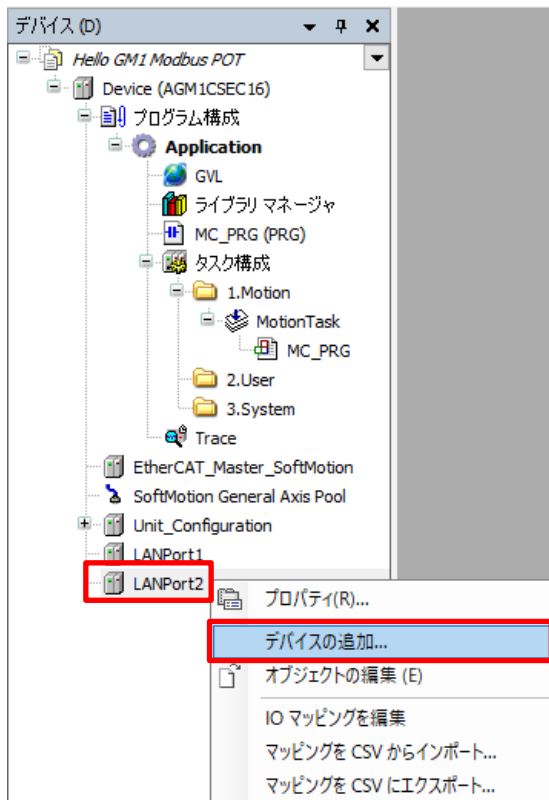 デバイス (D)
Hello GM1 Modbus POT
Device (AGM1CSEC16)
プログラム構成
Application
GVL
ライブラリ マネージャ
MC_PRG (PRG)
タスク構成
1.Motion
MotionTask
MC_PRG
2.User
3.System
Trace
EtherCAT_Master_SoftMotion
SoftMotion General Axis Pool
Unit_Configuration
LANPort1
LANPort2
プロパティ(R)...
デバイスの追加...
オブジェクトの編集 (E)
IO マッピングを編集
マッピングを CSV からインポート...
マッピングを CSV にエクスポート...